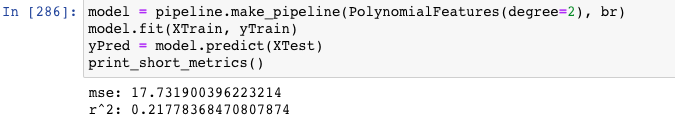 In [286]: model = pipeline.make_pipeline(PolynomialFeatures(degree=2), br)
model.fit(XTrain, yTrain)
yPred = model.predict(XTest)
print_short_metrics()
mse: 17.731900396223214
r^2: 0.21778368470807874